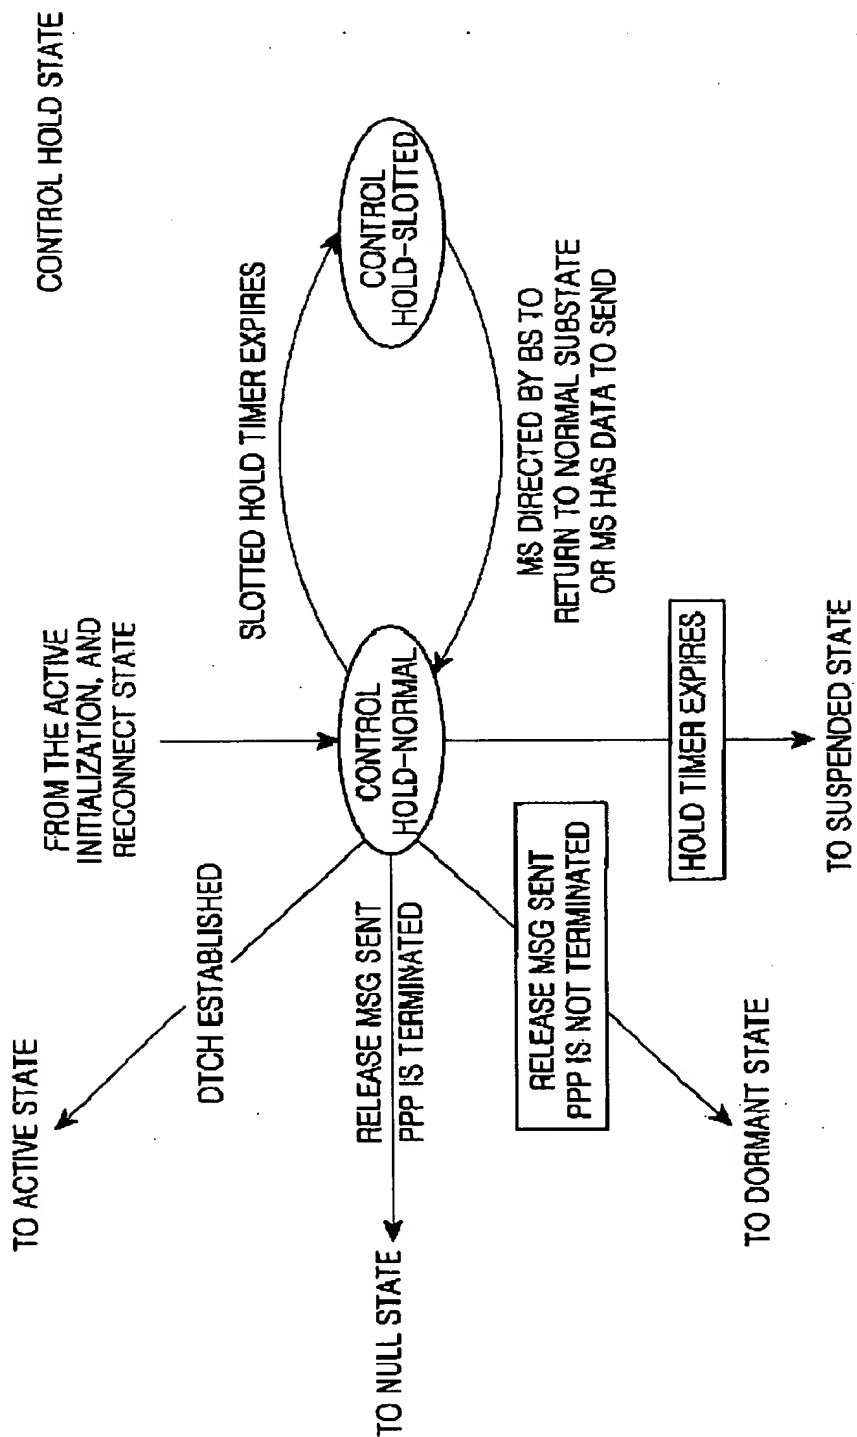 CONTROL HOLD STATE
FROM THE ACTIVE
INITIALIZATION, AND
RECONNECT STATE
TO ACTIVE STATE
DTCH ESTABLISHED
SLOTTED HOLD TIMER EXPIRES
CONTROL
HOLD-NORMAL
CONTROL
HOLD-SLOTTED
RELEASE MSG SENT
PPP IS TERMINATED
TO NULL STATE
MS DIRECTED BY BS TO
RETURN TO NORMAL SUBSTATE
OR MS HAS DATA TO SEND
RELEASE MSG SENT
PPP IS NOT TERMINATED
HOLD TIMER EXPIRES
TO DORMANT STATE
TO SUSPENDED STATE